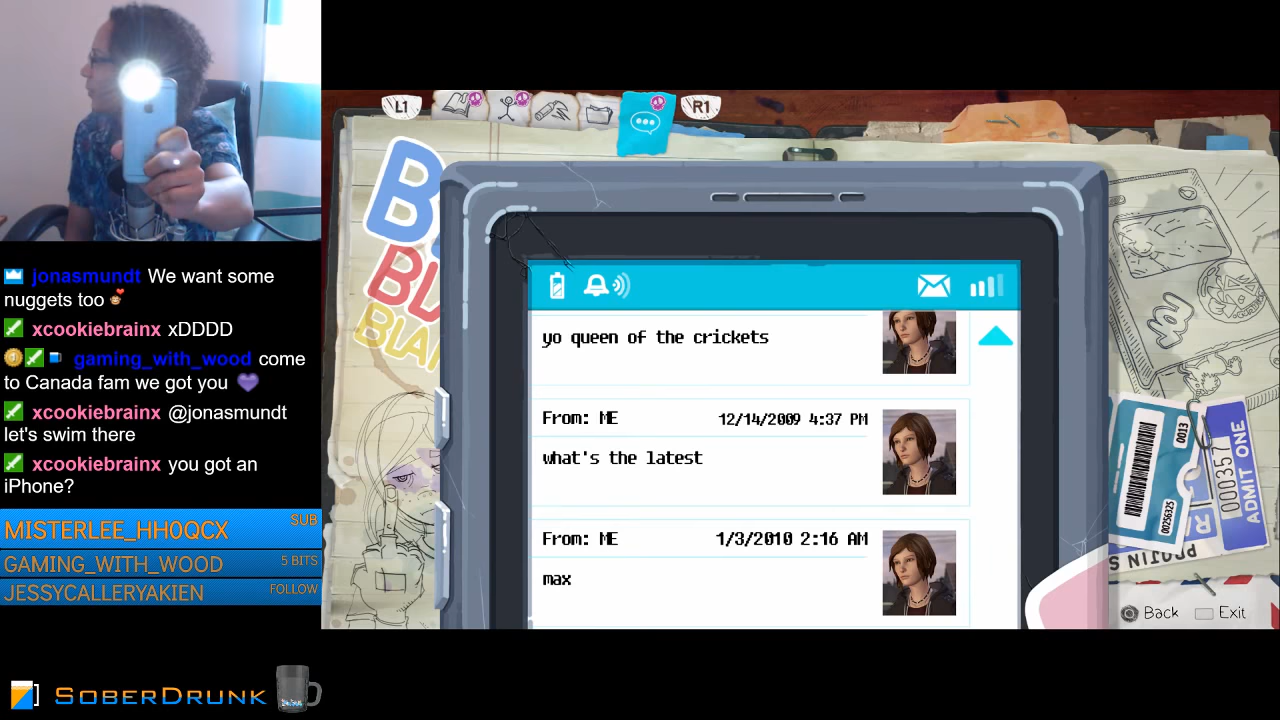 jonasmundt We want some
nuggets too
xcookiebrainx xDDDD
gaming_with_wood come
to Canada fam we got you
xcookiebrainx @jonasmundt
let's swim there
xcookiebrainx you got an
iPhone?
MISTERLEE_HH0QCX SUB
GAMING_WITH_WOOD 5 BITS
JESSYCALLERYAKIEN FOLLOW
SOBERDRUNK
L1
R1
yo queen of the crickets
From: ME 12/14/2009 4:37 PM
what's the latest
From: ME 1/3/2010 2:16 AM
max
0013
00256325
000357
ADMIT ONE
Back
Exit